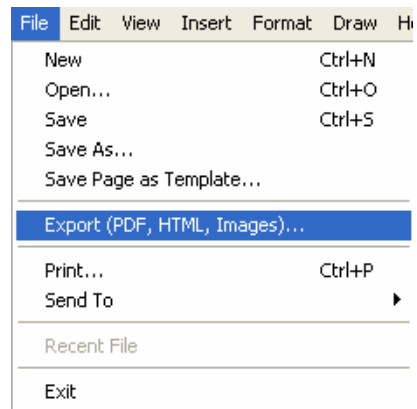 File Edit View Insert Format Draw
New Ctrl+N
Open... Ctrl+O
Save Ctrl+S
Save As...
Save Page as Template...
Export (PDF, HTML, Images)...
Print... Ctrl+P
Send To
Recent File
Exit